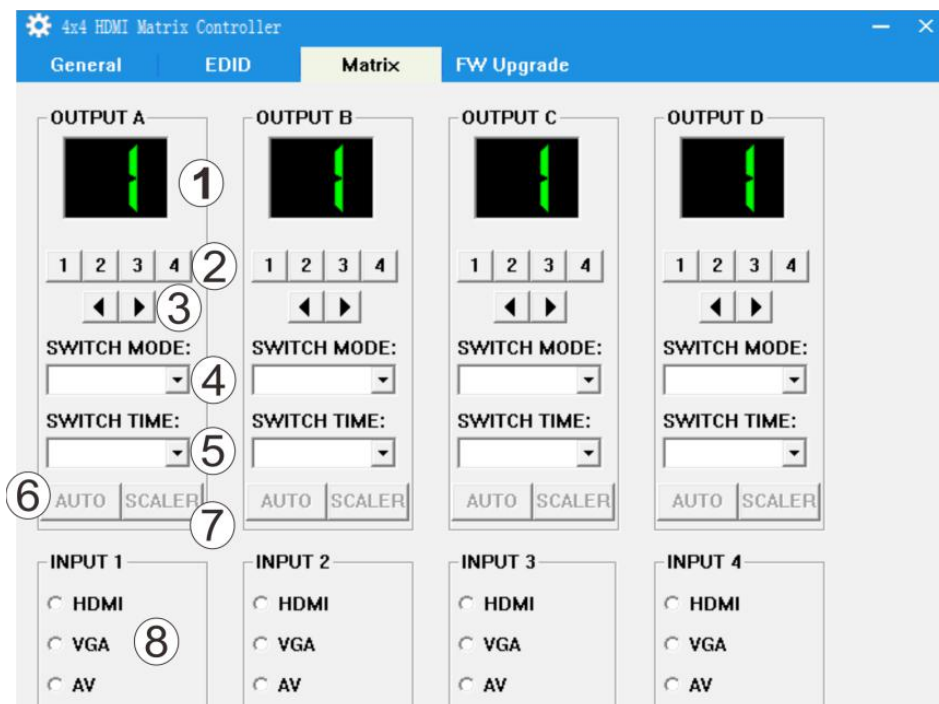 4x4 HDMI Matrix Controller
General EDID Matrix FW Upgrade
OUTPUT A OUTPUT B OUTPUT C OUTPUT D
1 1 1 1
①
1 2 3 4 ② 1 2 3 4 1 2 3 4 1 2 3 4
③
SWITCH MODE: SWITCH MODE: SWITCH MODE: SWITCH MODE:
④
SWITCH TIME: SWITCH TIME: SWITCH TIME: SWITCH TIME:
⑤
⑥ AUTO SCALER AUTO SCALER AUTO SCALER AUTO SCALER
⑦
INPUT 1 INPUT 2 INPUT 3 INPUT 4
HDMI HDMI HDMI HDMI
VGA ⑧ VGA VGA VGA
AV AV AV AV